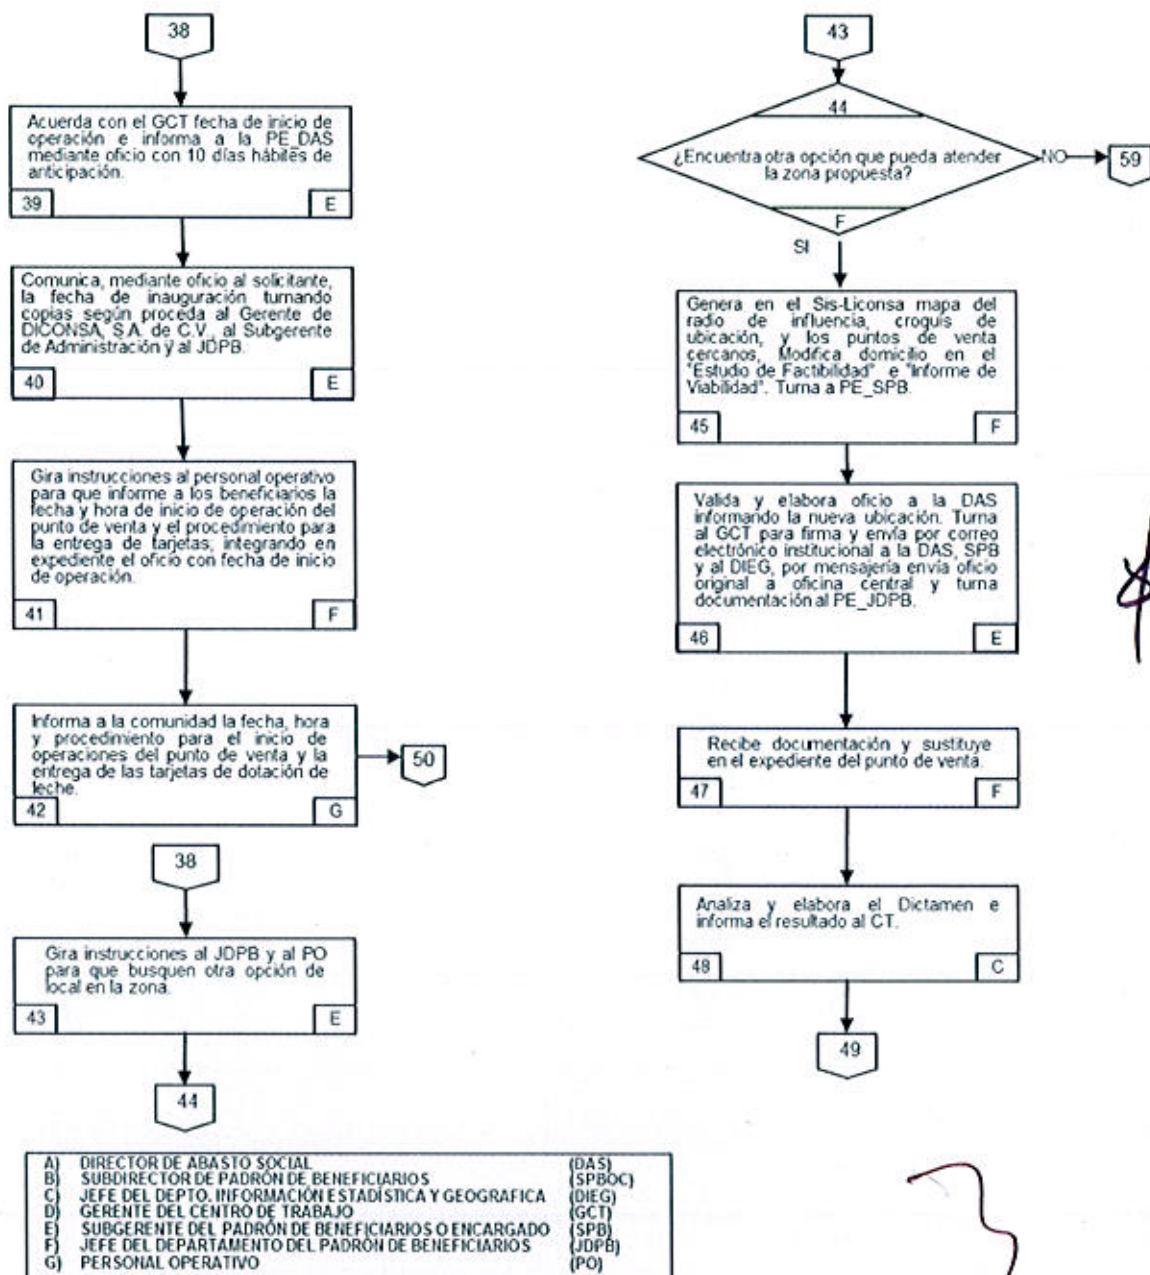 38
Acuerda con el GCT fecha de inicio de
operación e informa a la PE_DAS
mediante oficio con 10 días hábiles de
anticipación.
39 E
Comunica, mediante oficio al solicitante,
la fecha de inauguración turnando
copias según proceda al Gerente de
DICONSA, S.A. de C.V., al Subgerente
de Administración y al JDPB.
40 E
Gira instrucciones al personal operativo
para que informe a los beneficiarios la
fecha y hora de inicio de operación del
punto de venta y el procedimiento para
la entrega de tarjetas; integrando en
expediente el oficio con fecha de inicio
de operación.
41 F
Informa a la comunidad la fecha, hora
y procedimiento para el inicio de
operaciones del punto de venta y la
entrega de las tarjetas de dotación de
leche.
42 G
50
38
Gira instrucciones al JDPB y al PO
para que busquen otra opción de
local en la zona.
43 E
44
43
44
¿Encuentra otra opción que pueda atender
la zona propuesta?
F
NO
59
SI
Genera en el Sis-Liconsa mapa del
radio de influencia, croquis de
ubicación, y los puntos de venta
cercanos, Modifica domicilio en el
"Estudio de Factibilidad" e "Informe de
Viabilidad". Turna a PE_SPB.
45 F
Valida y elabora oficio a la DAS
informando la nueva ubicación. Turna
al GCT para firma y envía por correo
electrónico institucional a la DAS, SPB
y al DIEG, por mensajería envía oficio
original a oficina central y turna
documentación al PE_JDPB.
46 E
Recibe documentación y sustituye
en el expediente del punto de venta.
47 F
Analiza y elabora el Dictamen e
informa el resultado al CT.
48 C
49
A) DIRECTOR DE ABASTO SOCIAL (DAS)
B) SUBDIRECTOR DE PADRÓN DE BENEFICIARIOS (SPBOC)
C) JEFE DEL DEPTO. INFORMACIÓN ESTADÍSTICA Y GEOGRAFICA (DIEG)
D) GERENTE DEL CENTRO DE TRABAJO (GCT)
E) SUBGERENTE DEL PADRÓN DE BENEFICIARIOS O ENCARGADO (SPB)
F) JEFE DEL DEPARTAMENTO DEL PADRÓN DE BENEFICIARIOS (JDPB)
G) PERSONAL OPERATIVO (PO)